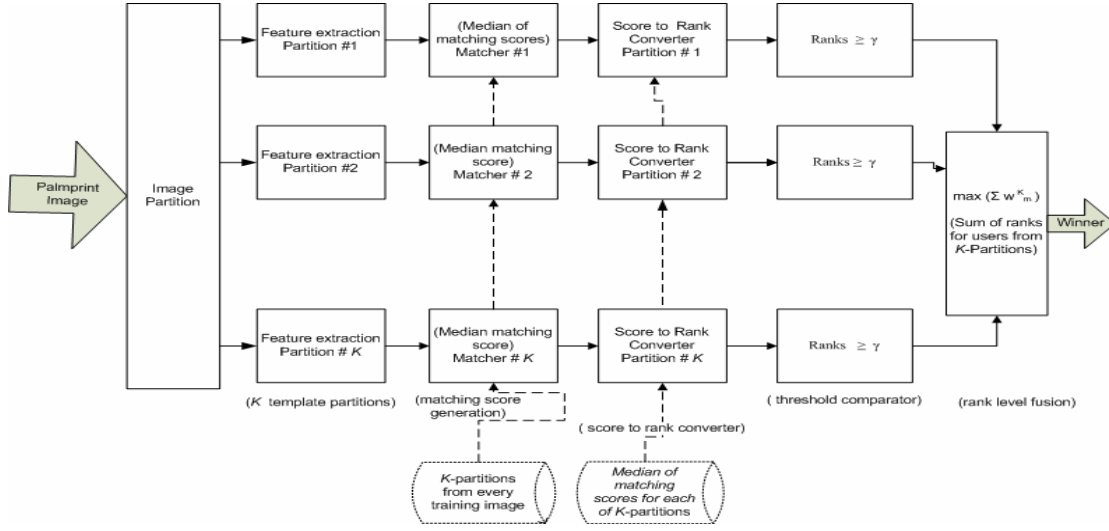 Palmprint
Image
Image
Partition
Feature extraction
Partition #1
(Median of
matching scores)
Matcher #1
Score to Rank
Converter
Partition # 1
Ranks ≥ γ
Feature extraction
Partition #2
(Median matching
score)
Matcher # 2
Score to Rank
Converter
Partition # 2
Ranks ≥ γ
max (Σ w^K_m)
(Sum of ranks
for users from
K-Partitions)
Winner
Feature extraction
Partition # K
(Median matching
score)
Matcher # K
Score to Rank
Converter
Partition # K
Ranks ≥ γ
(K template partitions)
(matching score
generation)
( score to rank converter)
( threshold comparator)
(rank level fusion)
K-partitions
from every
training image
Median of
matching
scores for each
of K-partitions